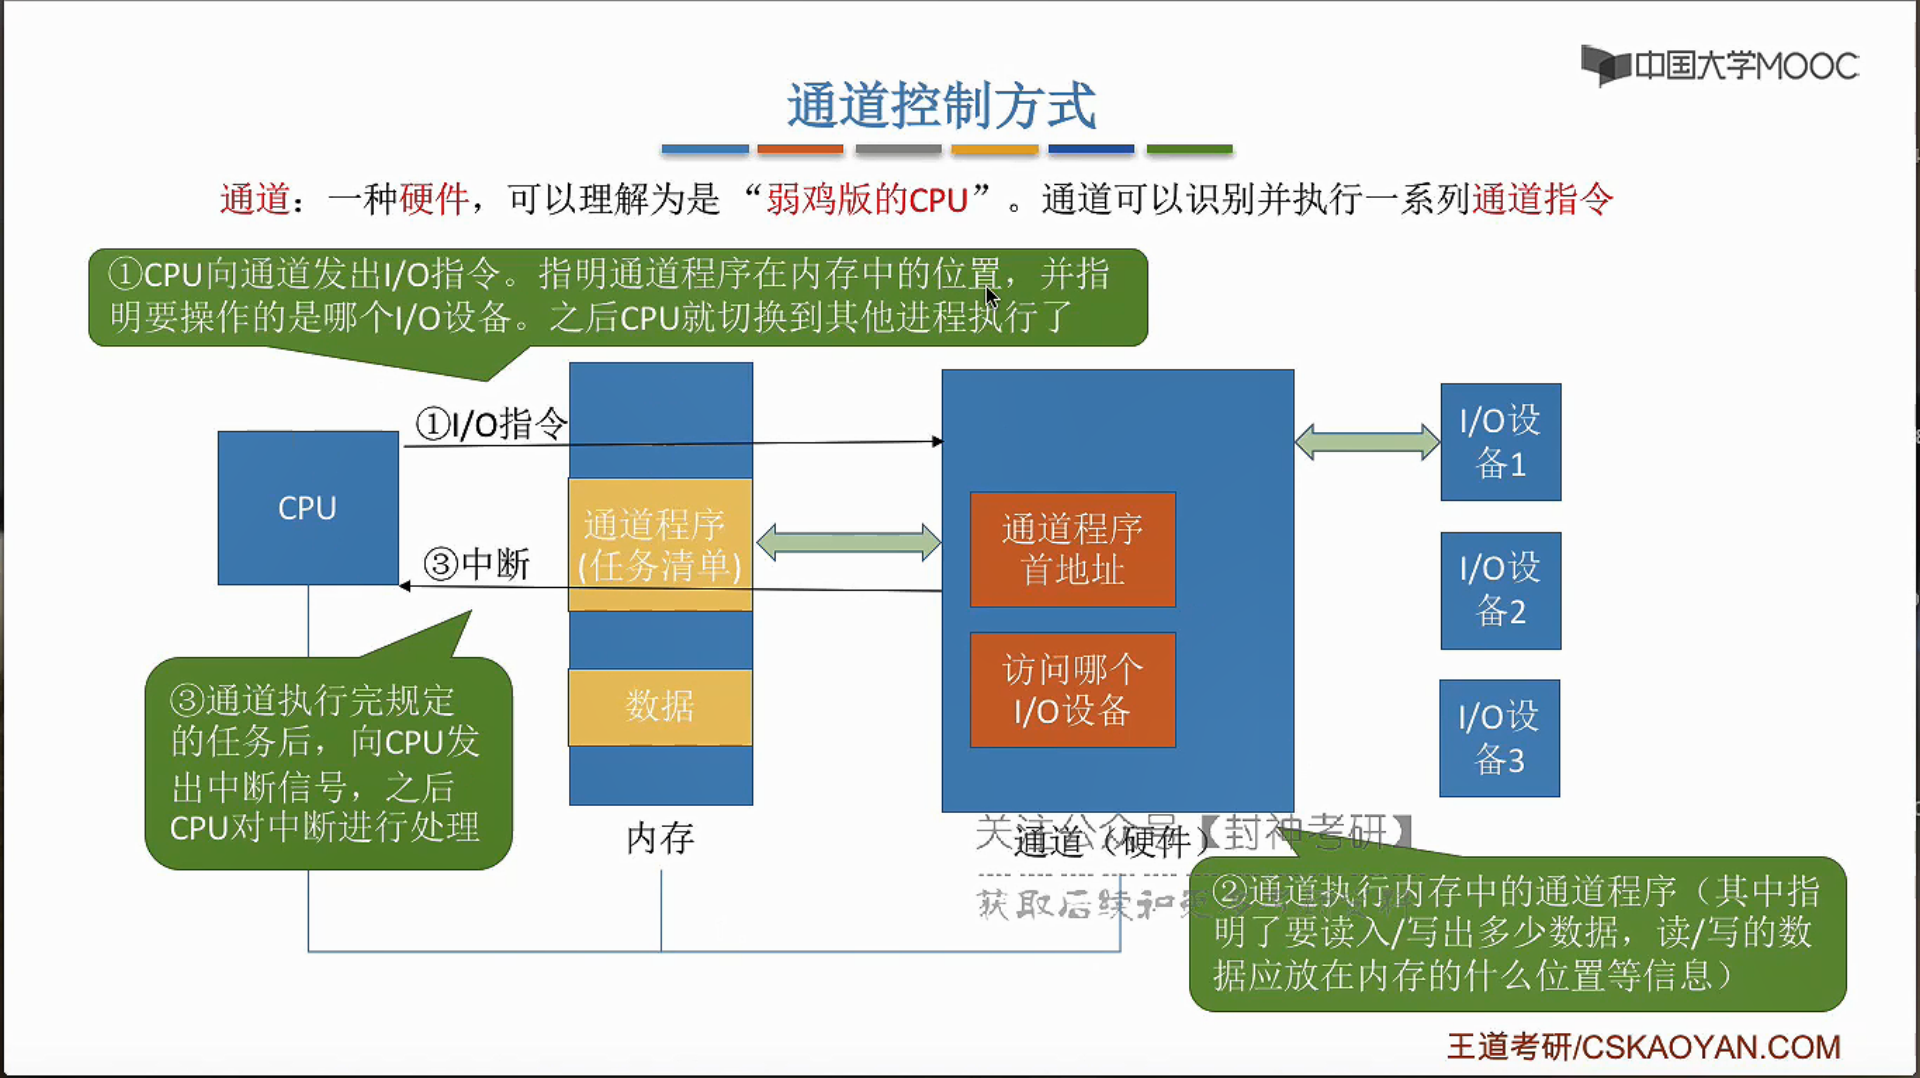 中国大学MOOC
通道控制方式
通道：一种硬件，可以理解为是“弱鸡版的CPU”。通道可以识别并执行一系列通道指令
①CPU向通道发出I/O指令。指明通道程序在内存中的位置，并指
明要操作的是哪个I/O设备。之后CPU就切换到其他进程执行了
①I/O指令
CPU
③中断
通道程序
(任务清单)
数据
内存
通道程序
首地址
访问哪个
I/O设备
通道（硬件）
I/O设
备1
I/O设
备2
I/O设
备3
③通道执行完规定
的任务后，向CPU发
出中断信号，之后
CPU对中断进行处理
关注公众号【封神考研】
获取后续和更
②通道执行内存中的通道程序（其中指
明了要读入/写出多少数据，读/写的数
据应放在内存的什么位置等信息）
王道考研/CSKAOYAN.COM